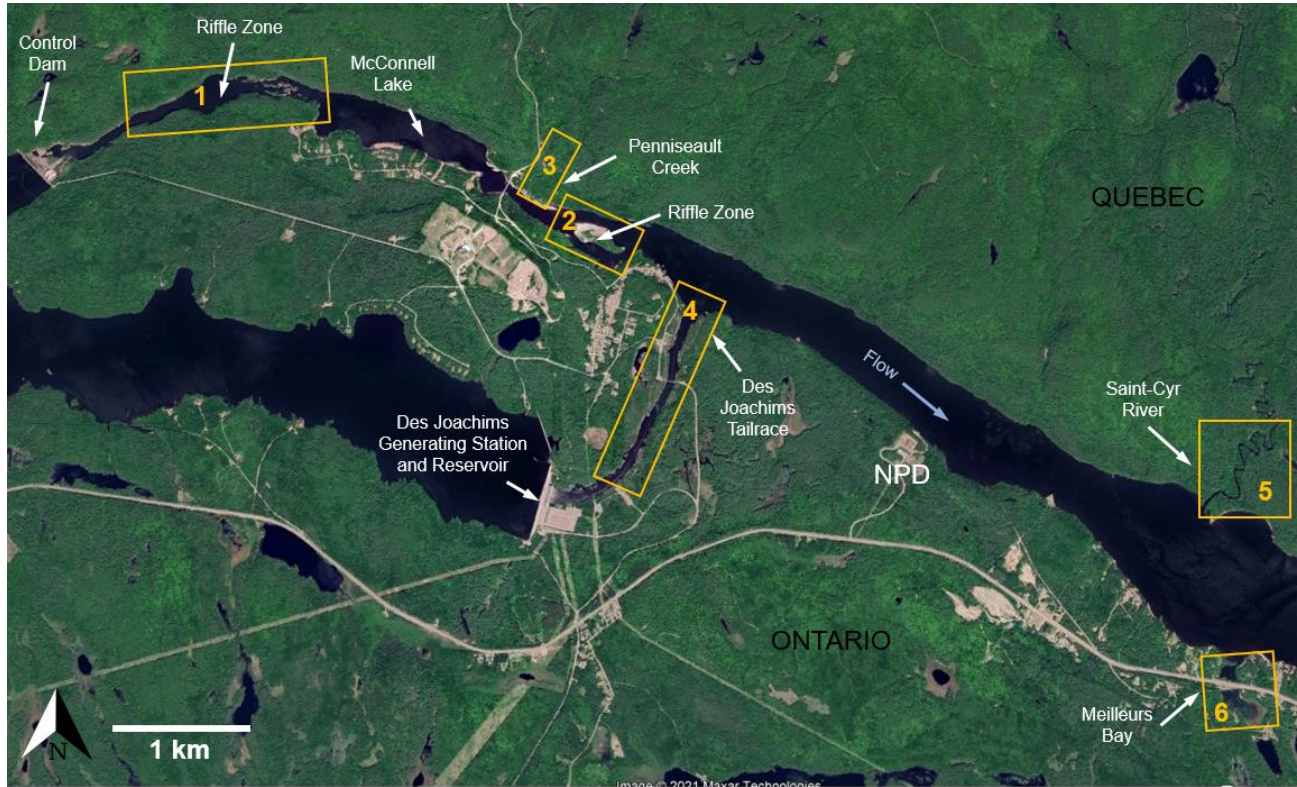 Control
Dam
Riffle Zone
1
McConnell
Lake
3
Penniseault
Creek
2
Riffle Zone
QUEBEC
4
Des
Joachims
Tailrace
Flow
Saint-Cyr
River
5
Des Joachims
Generating Station
and Reservoir
NPD
ONTARIO
6
Meilleurs
Bay
N
1 km
Image © 2021 Maxar Technologies